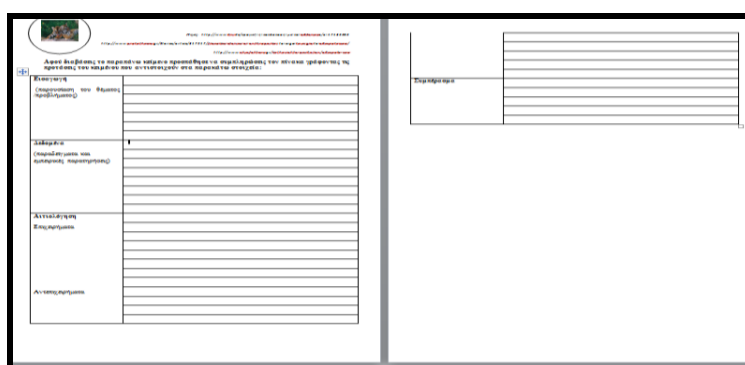 Αφού διαβάσεις το παραπάνω κείμενο προσπάθησε να συμπληρώσεις τον πίνακα γράφοντας τις
προτάσεις του κειμένου που αντιστοιχούν στα παρακάτω στοιχεία:
Εισαγωγή
(παρουσίαση του θέματος
προβλήματος)
Δεδομένα
(παραδείγματα και
εμπειρικές παρατηρήσεις)
Αιτιολόγηση
Επιχειρήματα
Αντεπιχειρήματα
Συμπέρασμα